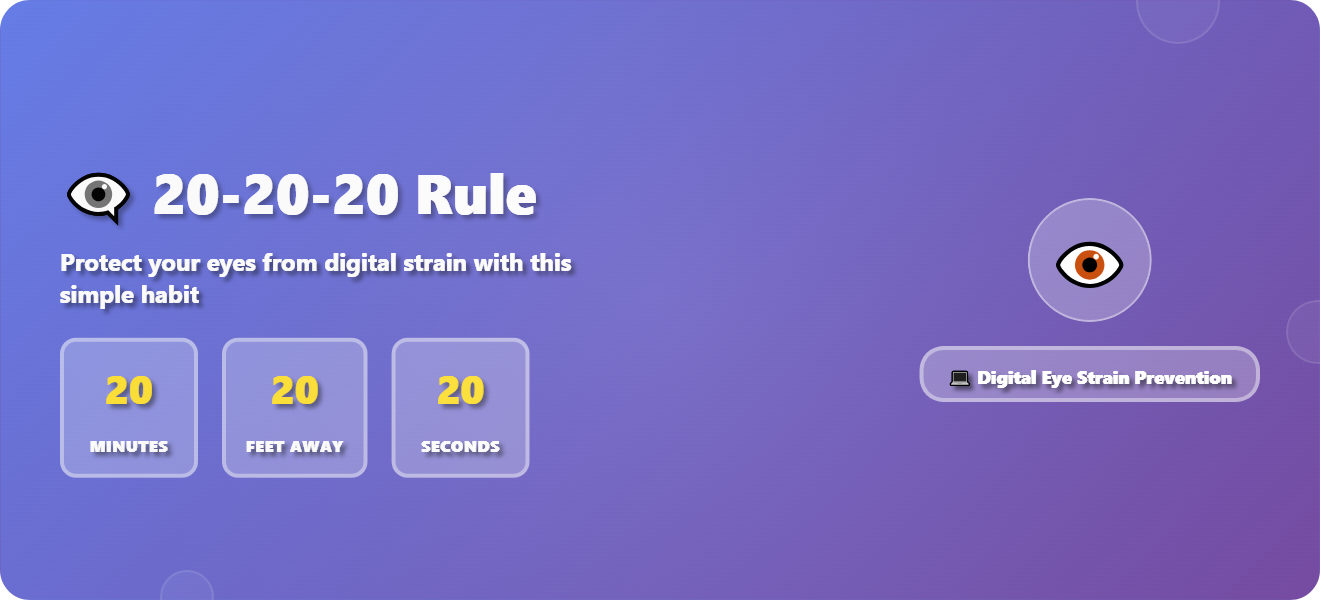 20-20-20 Rule
Protect your eyes from digital strain with this
simple habit
20
MINUTES
20
FEET AWAY
20
SECONDS
Digital Eye Strain Prevention